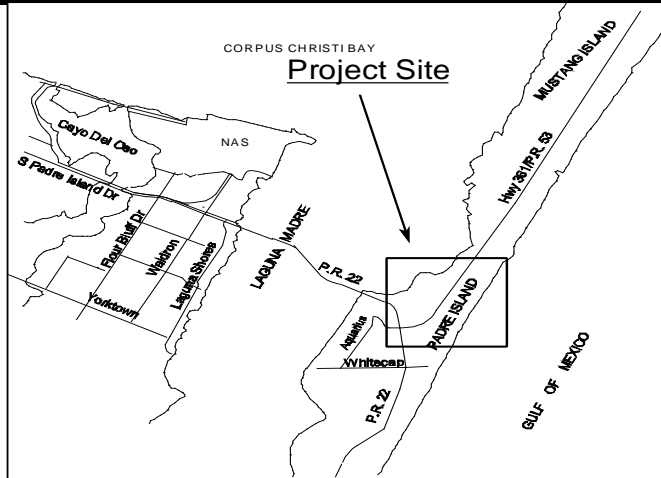 CORPUS CHRISTI BAY
Project Site
MUSTANG ISLAND
Cayo Del Oso
NAS
S Padre Island Dr
Hwy 361/P.R. 53
Flour Bluff Dr
Waldron
Laguna Shores
LAGUNA MADRE
P.R. 22
Yorktown
Aquarius
PADRE ISLAND
Whitecap
P.R. 22
GULF OF MEXICO